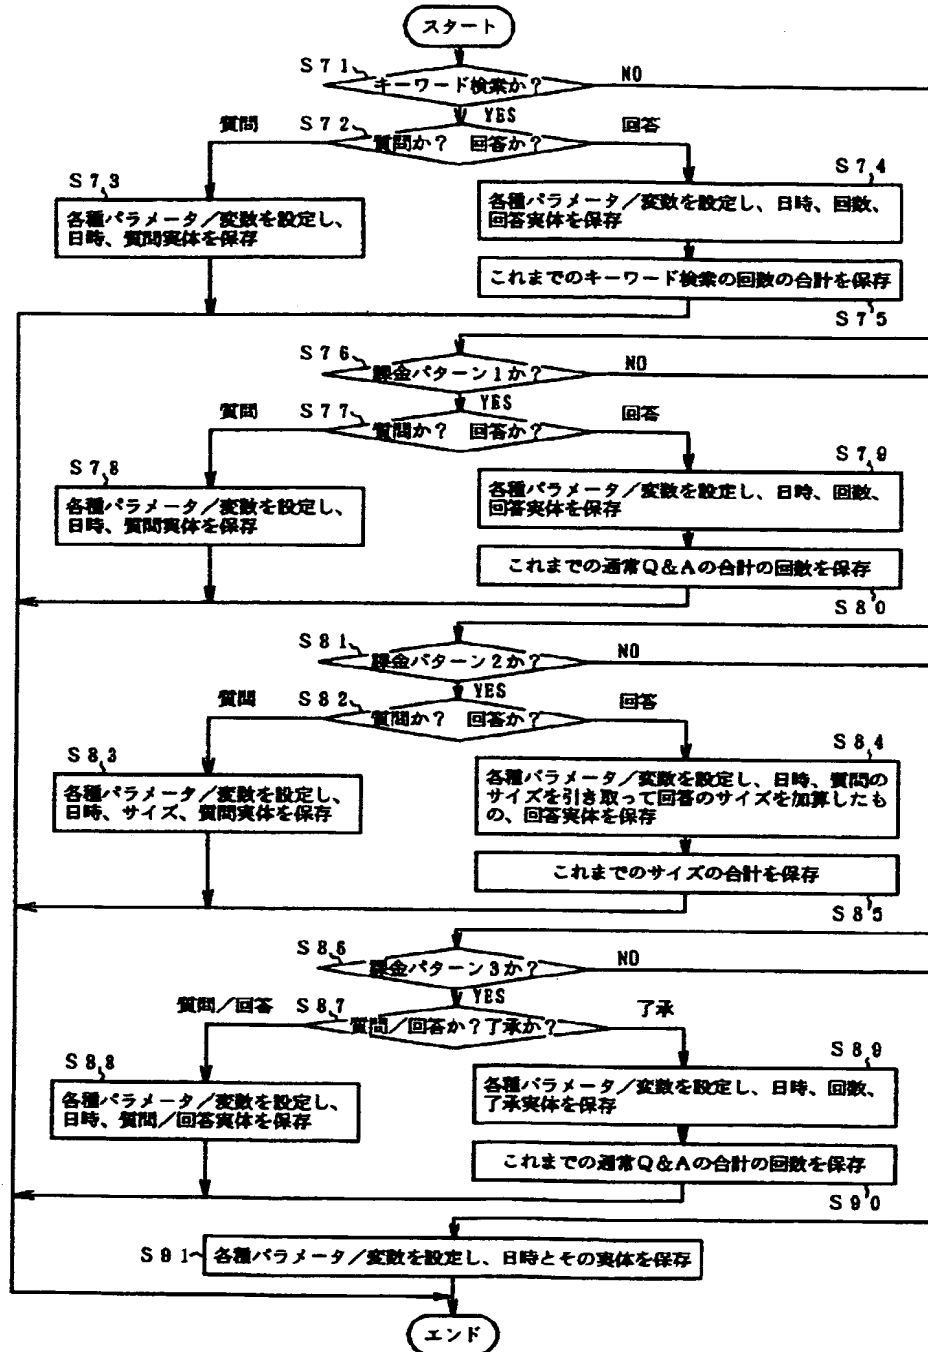 スタート
S71
キーワード検索か?
NO
YES
質問
S72
質問か? 回答か?
回答
S73
各種パラメータ/変数を設定し、
日時、質問実体を保存
S74
各種パラメータ/変数を設定し、日時、回数、
回答実体を保存
これまでのキーワード検索の回数の合計を保存
S75
S76
課金パターン1か?
NO
YES
質問
S77
質問か? 回答か?
回答
S78
各種パラメータ/変数を設定し、
日時、質問実体を保存
S79
各種パラメータ/変数を設定し、日時、回数、
回答実体を保存
これまでの通常Q&Aの合計の回数を保存
S80
S81
課金パターン2か?
NO
YES
質問
S82
質問か? 回答か?
回答
S83
各種パラメータ/変数を設定し、
日時、サイズ、質問実体を保存
S84
各種パラメータ/変数を設定し、日時、質問の
サイズを引き取って回答のサイズを加算したも
の、回答実体を保存
これまでのサイズの合計を保存
S85
S86
課金パターン3か?
NO
YES
質問/回答
S87
質問/回答か?了承か?
了承
S88
各種パラメータ/変数を設定し、
日時、質問/回答実体を保存
S89
各種パラメータ/変数を設定し、日時、回数、
了承実体を保存
これまでの通常Q&Aの合計の回数を保存
S90
S91
各種パラメータ/変数を設定し、日時とその実体を保存
エンド